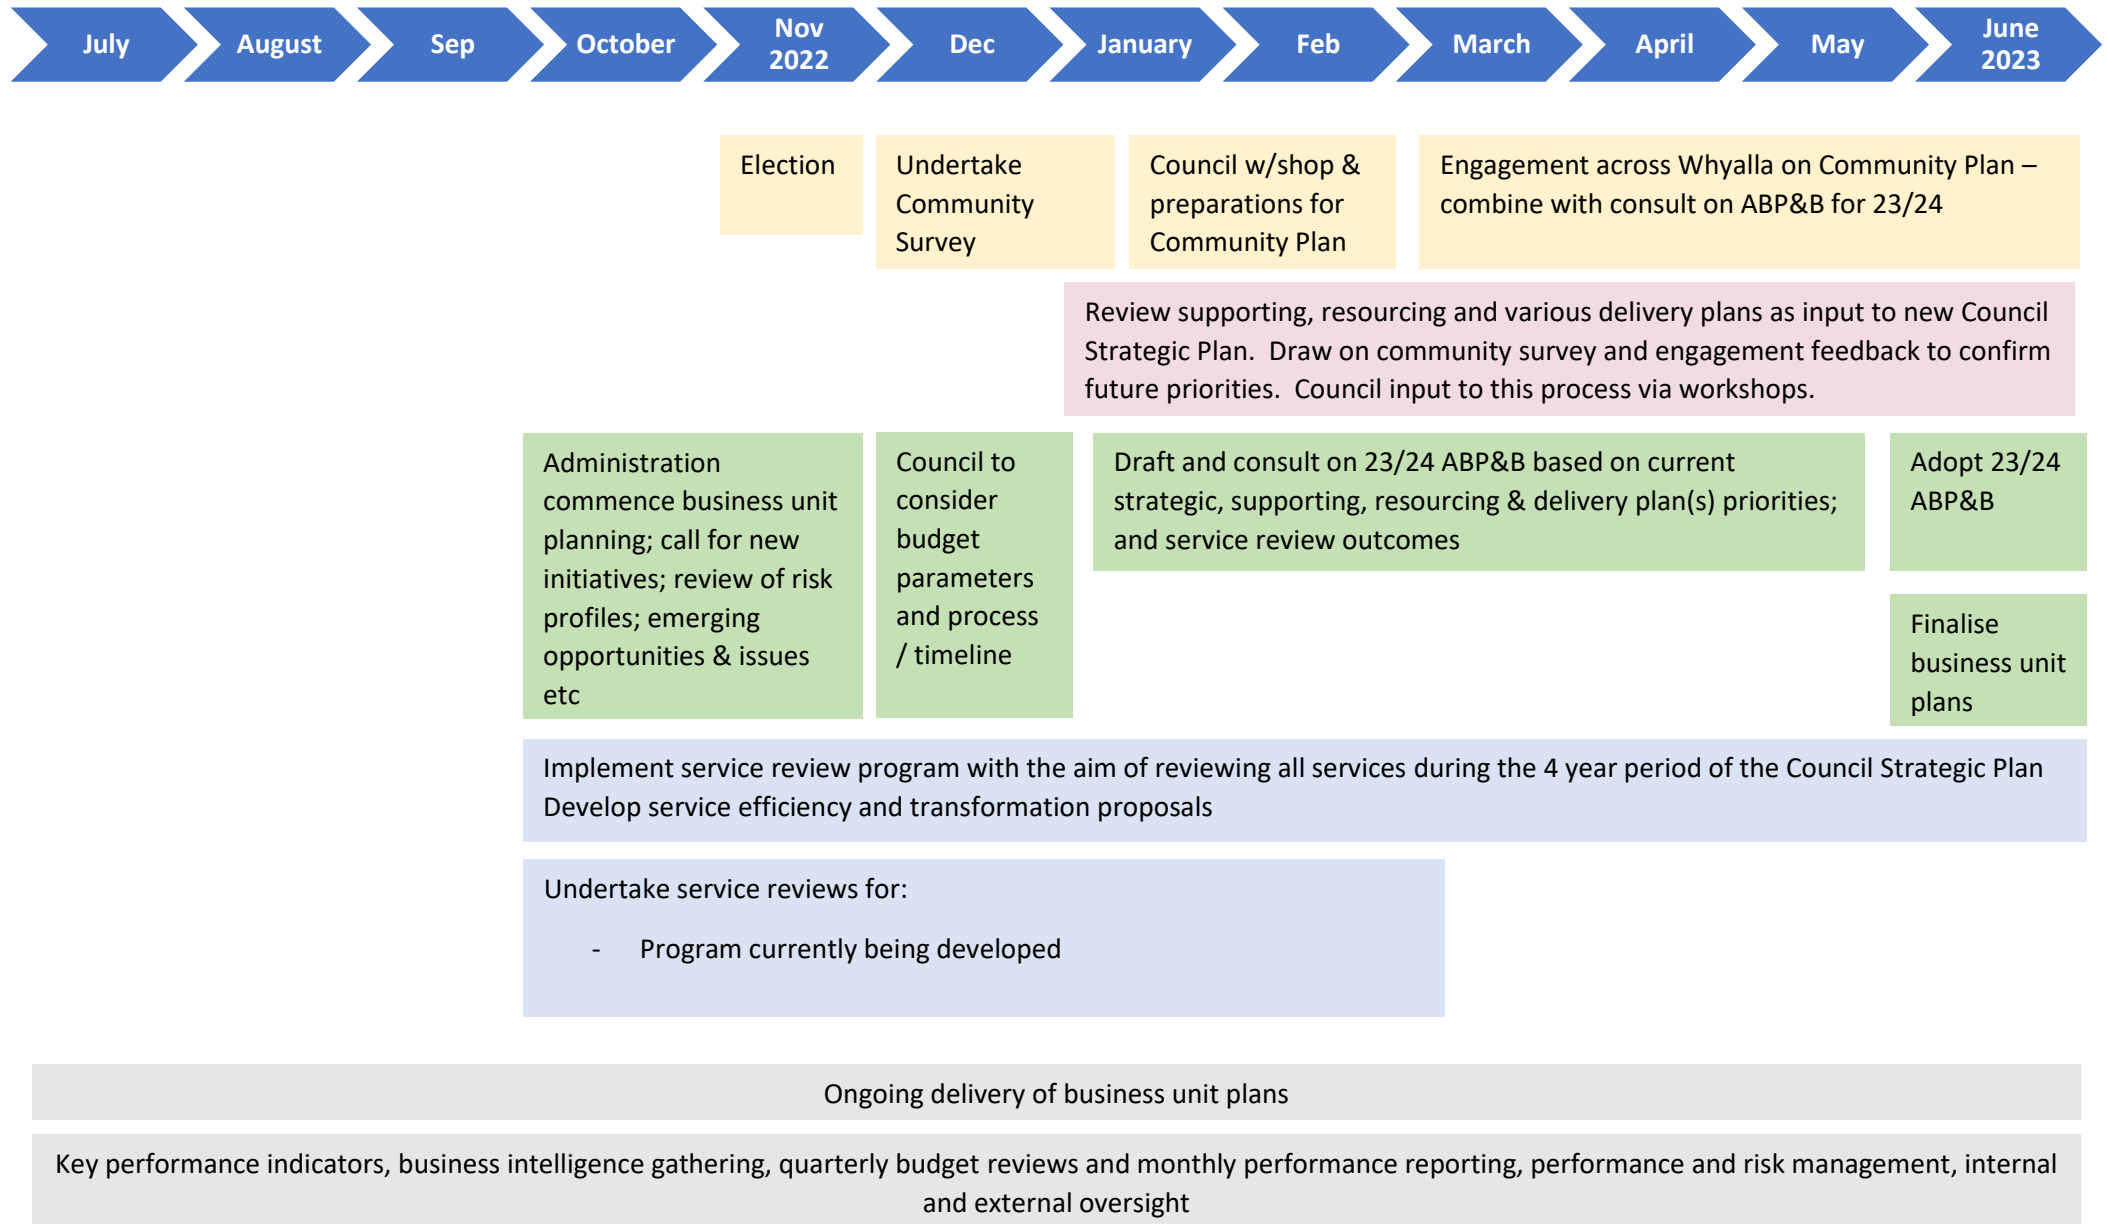 July
August
Sep
October
Nov
2022
Dec
January
Feb
March
April
May
June
2023
Election
Undertake
Community
Survey
Council w/shop &
preparations for
Community Plan
Engagement across Whyalla on Community Plan –
combine with consult on ABP&B for 23/24
Review supporting, resourcing and various delivery plans as input to new Council
Strategic Plan.  Draw on community survey and engagement feedback to confirm
future priorities.  Council input to this process via workshops.
Administration
commence business unit
planning; call for new
initiatives; review of risk
profiles; emerging
opportunities & issues
etc
Council to
consider
budget
parameters
and process
/ timeline
Draft and consult on 23/24 ABP&B based on current
strategic, supporting, resourcing & delivery plan(s) priorities;
and service review outcomes
Adopt 23/24
ABP&B
Finalise
business unit
plans
Implement service review program with the aim of reviewing all services during the 4 year period of the Council Strategic Plan
Develop service efficiency and transformation proposals
Undertake service reviews for:
- Program currently being developed
Ongoing delivery of business unit plans
Key performance indicators, business intelligence gathering, quarterly budget reviews and monthly performance reporting, performance and risk management, internal
and external oversight